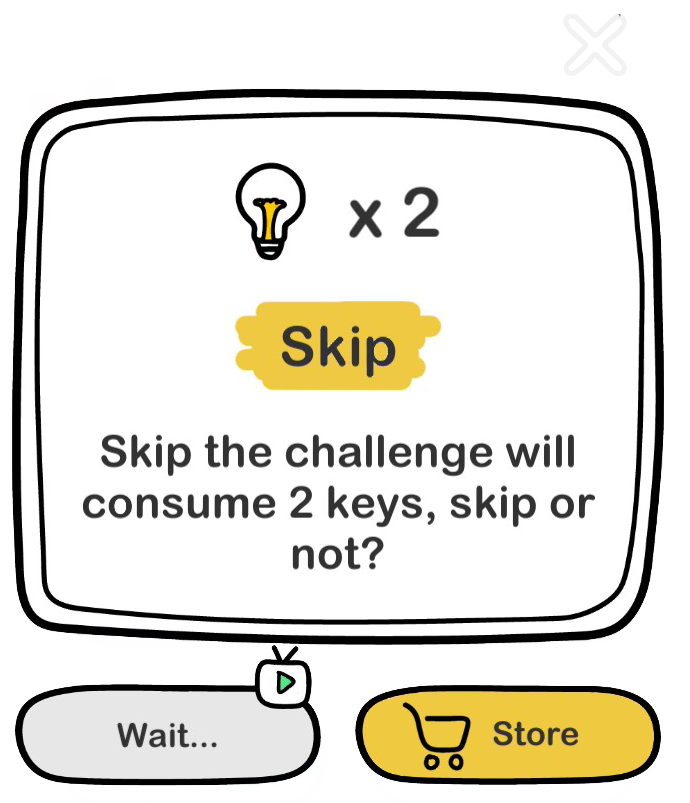 x 2
Skip
Skip the challenge will
consume 2 keys, skip or
not?
Wait...
Store